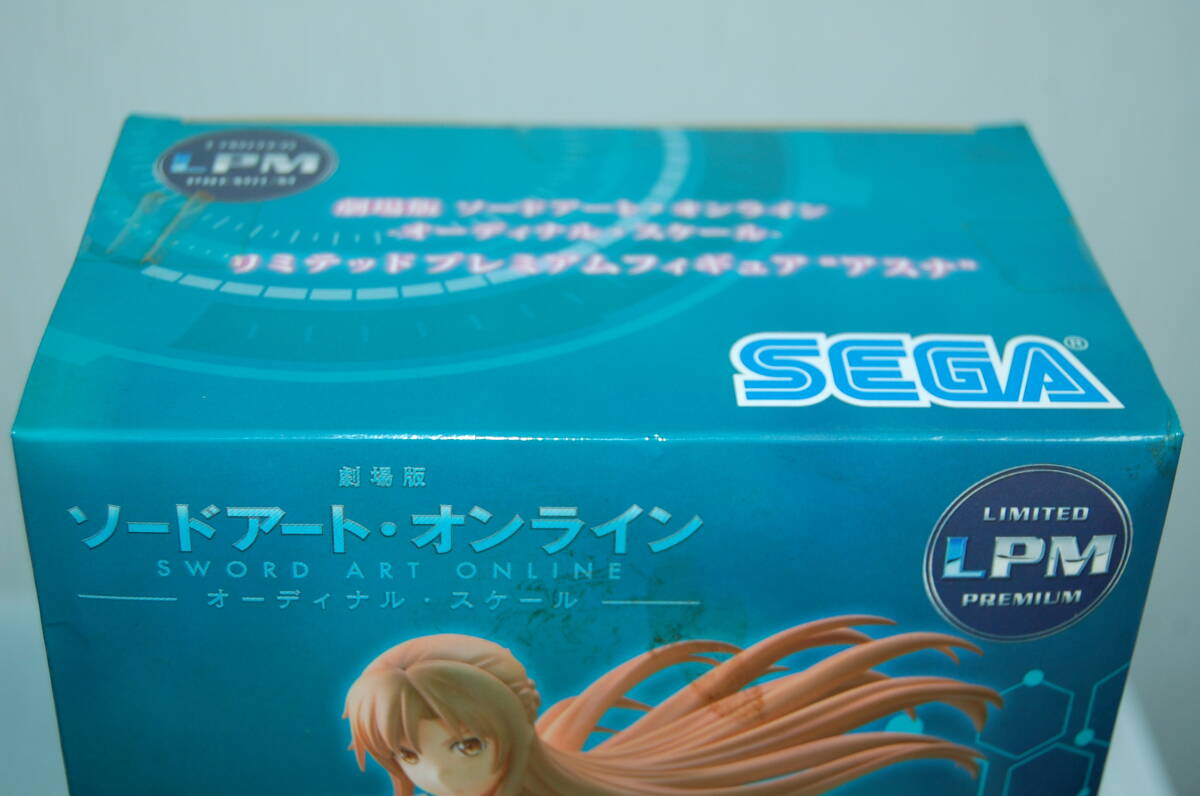 LIMITED
LPM
PREMIUM
劇場版 ソードアート・オンライン
-オーディナル・スケール-
リミテッドプレミアムフィギュア "アスナ"
SEGA®
劇場版
ソードアート・オンライン
SWORD ART ONLINE
オーディナル・スケール
LIMITED
LPM
PREMIUM